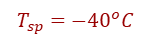 T_sp = −40°C